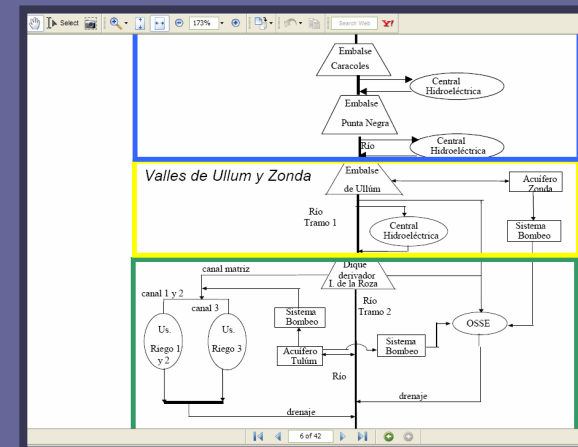 Select
173%
Search Web
Y!
Embalse
Caracoles
Central
Hidroeléctrica
Embalse
Punta Negra
Río
Central
Hidroeléctrica
Valles de Ullum y Zonda
Embalse
de Ullúm
Acuífero
Zonda
Río
Tramo 1
Central
Hidroeléctrica
Sistema
Bombeo
canal matriz
Dique
derivador
I. de la Roza
canal 1 y 2
canal 3
Río
Tramo 2
Sistema
Bombeo
OSSE
Us.
Riego 1
y 2
Us.
Riego 3
Acuífero
Tulúm
Sistema
Bombeo
Río
drenaje
drenaje
6 of 42